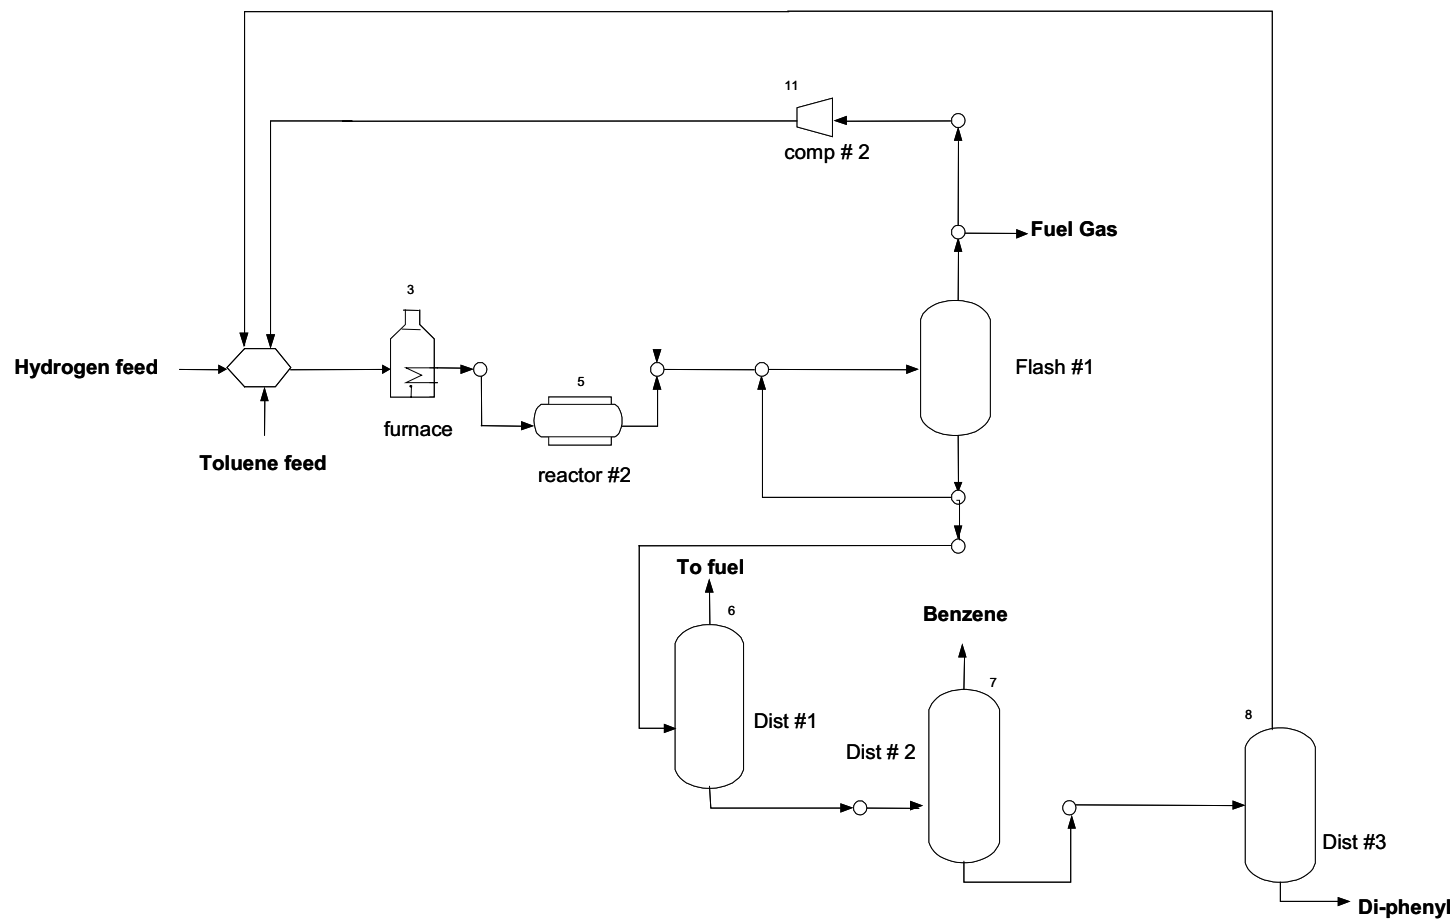 11
comp # 2
Fuel Gas
3
Hydrogen feed
Flash #1
5
furnace
Toluene feed
reactor #2
To fuel
6
Benzene
7
Dist #1
8
Dist # 2
Dist #3
Di-phenyl